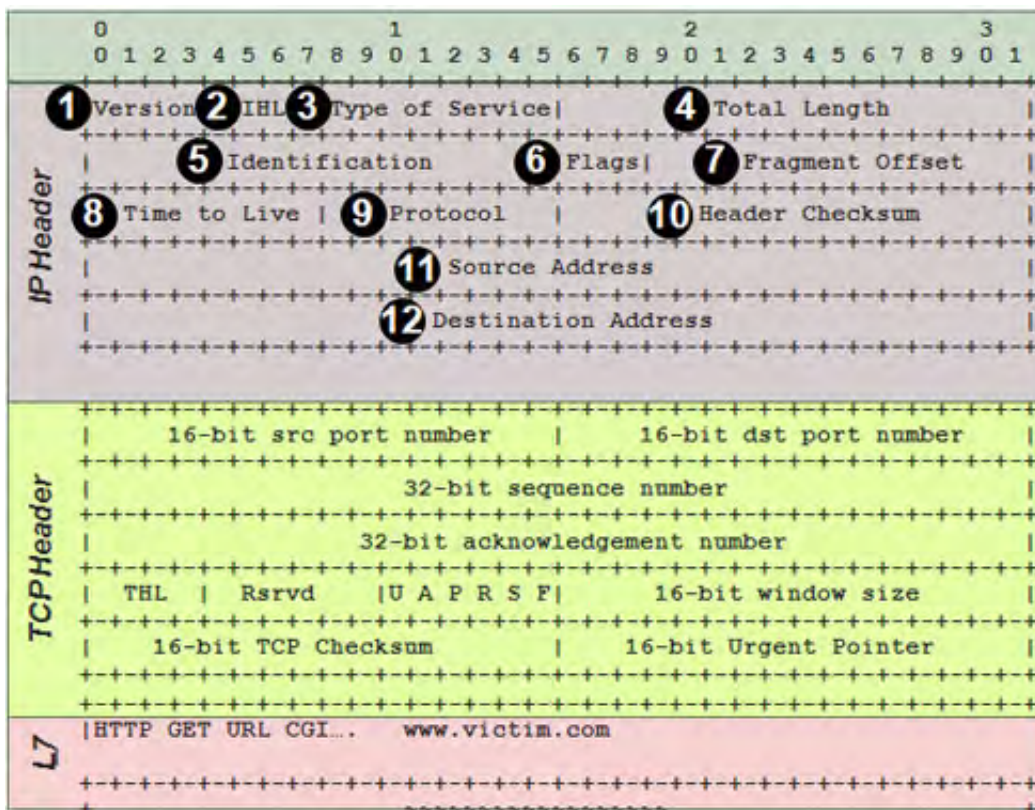 0 1 2 3
0 1 2 3 4 5 6 7 8 9 0 1 2 3 4 5 6 7 8 9 0 1 2 3 4 5 6 7 8 9 0 1
IP Header
1 Version 2 IHL 3 Type of Service| 4 Total Length
| 5 Identification 6 Flags| 7 Fragment Offset |
8 Time to Live | 9 Protocol | 10 Header Checksum |
| 11 Source Address |
| 12 Destination Address |
TCP Header
| 16-bit src port number | 16-bit dst port number |
| 32-bit sequence number |
| 32-bit acknowledgement number |
| THL | Rsrvd |U A P R S F| 16-bit window size |
| 16-bit TCP Checksum | 16-bit Urgent Pointer |
L7
|HTTP GET URL CGI…. www.victim.com